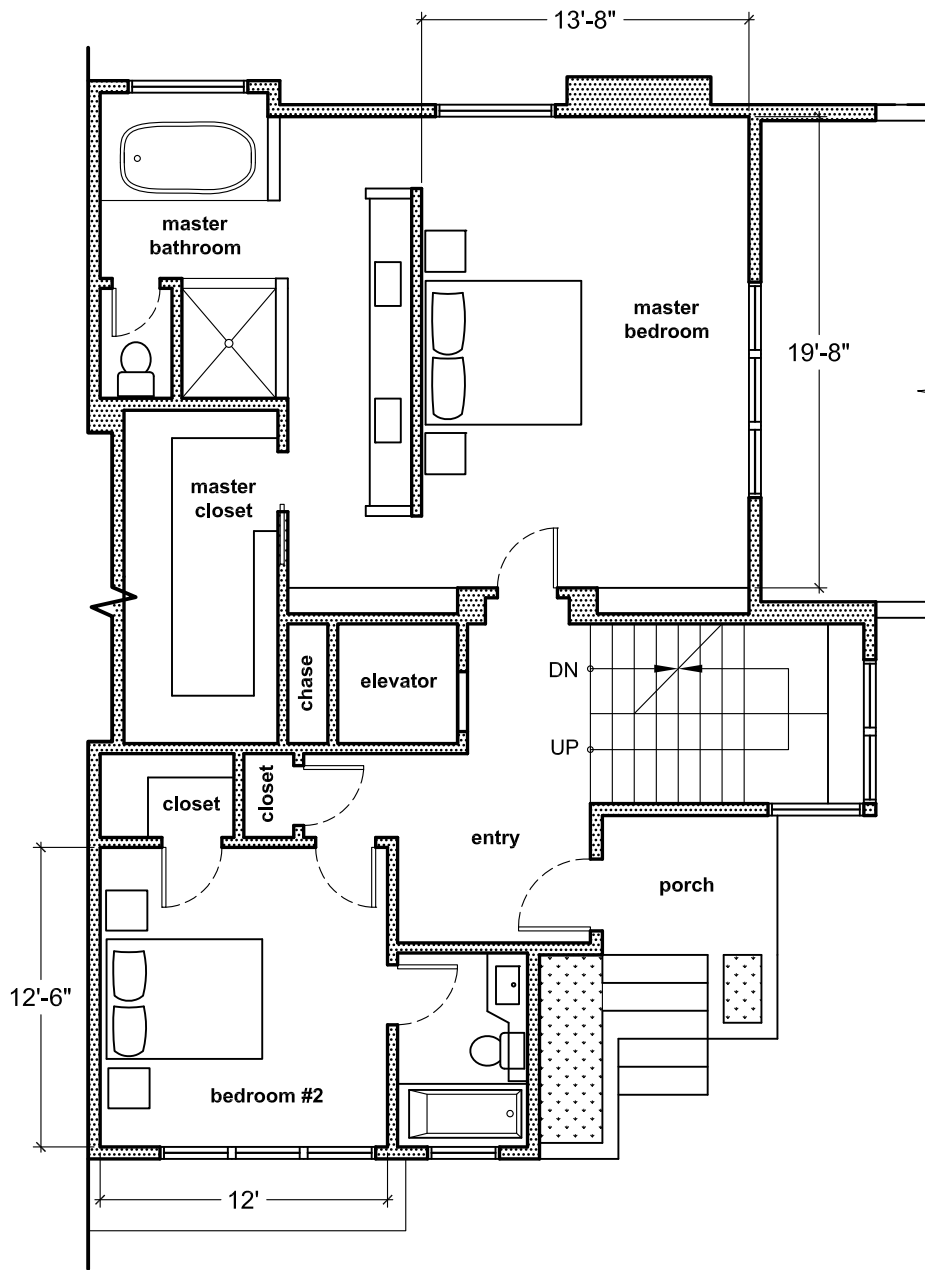 13'-8"
master
bathroom
master
bedroom
19'-8"
master
closet
chase
elevator
DN
UP
closet
closet
entry
porch
12'-6"
bedroom #2
12'